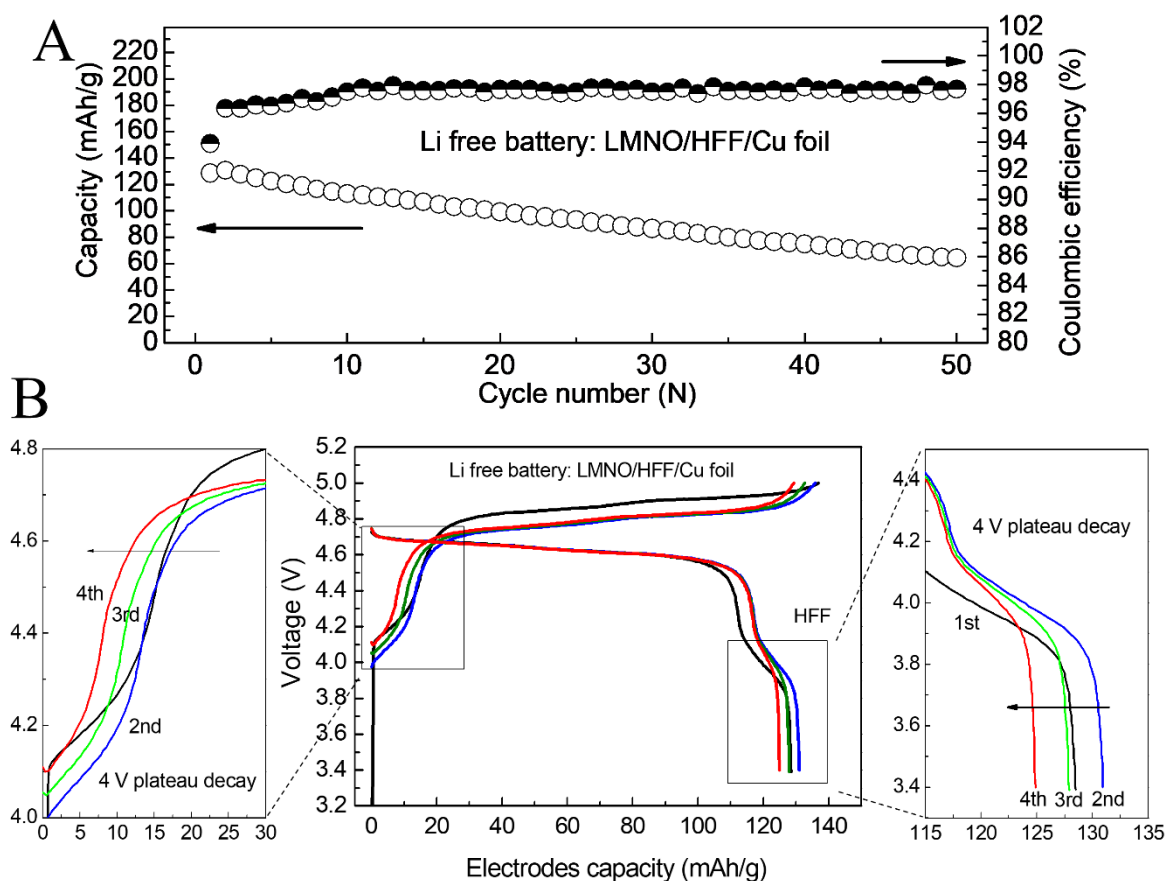 A
Capacity (mAh/g)
220
200
180
160
140
120
100
80
60
40
20
0
Li free battery: LMNO/HFF/Cu foil
102
100
98
96
94
92
90
88
86
84
82
80
Coulombic efficiency (%)
0 10 20 30 40 50
Cycle number (N)
B
4.8
4.6
4.4
4.2
4.0
4th
3rd
2nd
4 V plateau decay
0 5 10 15 20 25 30
Voltage (V)
5.2
5.0
4.8
4.6
4.4
4.2
4.0
3.8
3.6
3.4
3.2
Li free battery: LMNO/HFF/Cu foil
HFF
0 20 40 60 80 100 120 140
Electrodes capacity (mAh/g)
4.4
4.2
4.0
3.8
3.6
3.4
4 V plateau decay
1st
4th 3rd 2nd
115 120 125 130 135